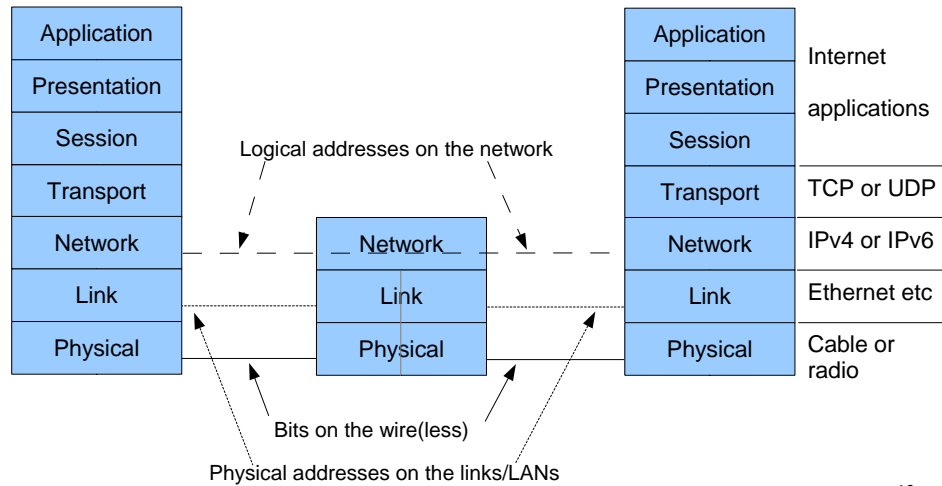 Application
Presentation
Session
Transport
Network
Link
Physical
Logical addresses on the network
Network
Link
Physical
Bits on the wire(less)
Physical addresses on the links/LANs
Application
Presentation
Session
Transport
Network
Link
Physical
Internet
applications
TCP or UDP
IPv4 or IPv6
Ethernet etc
Cable or
radio